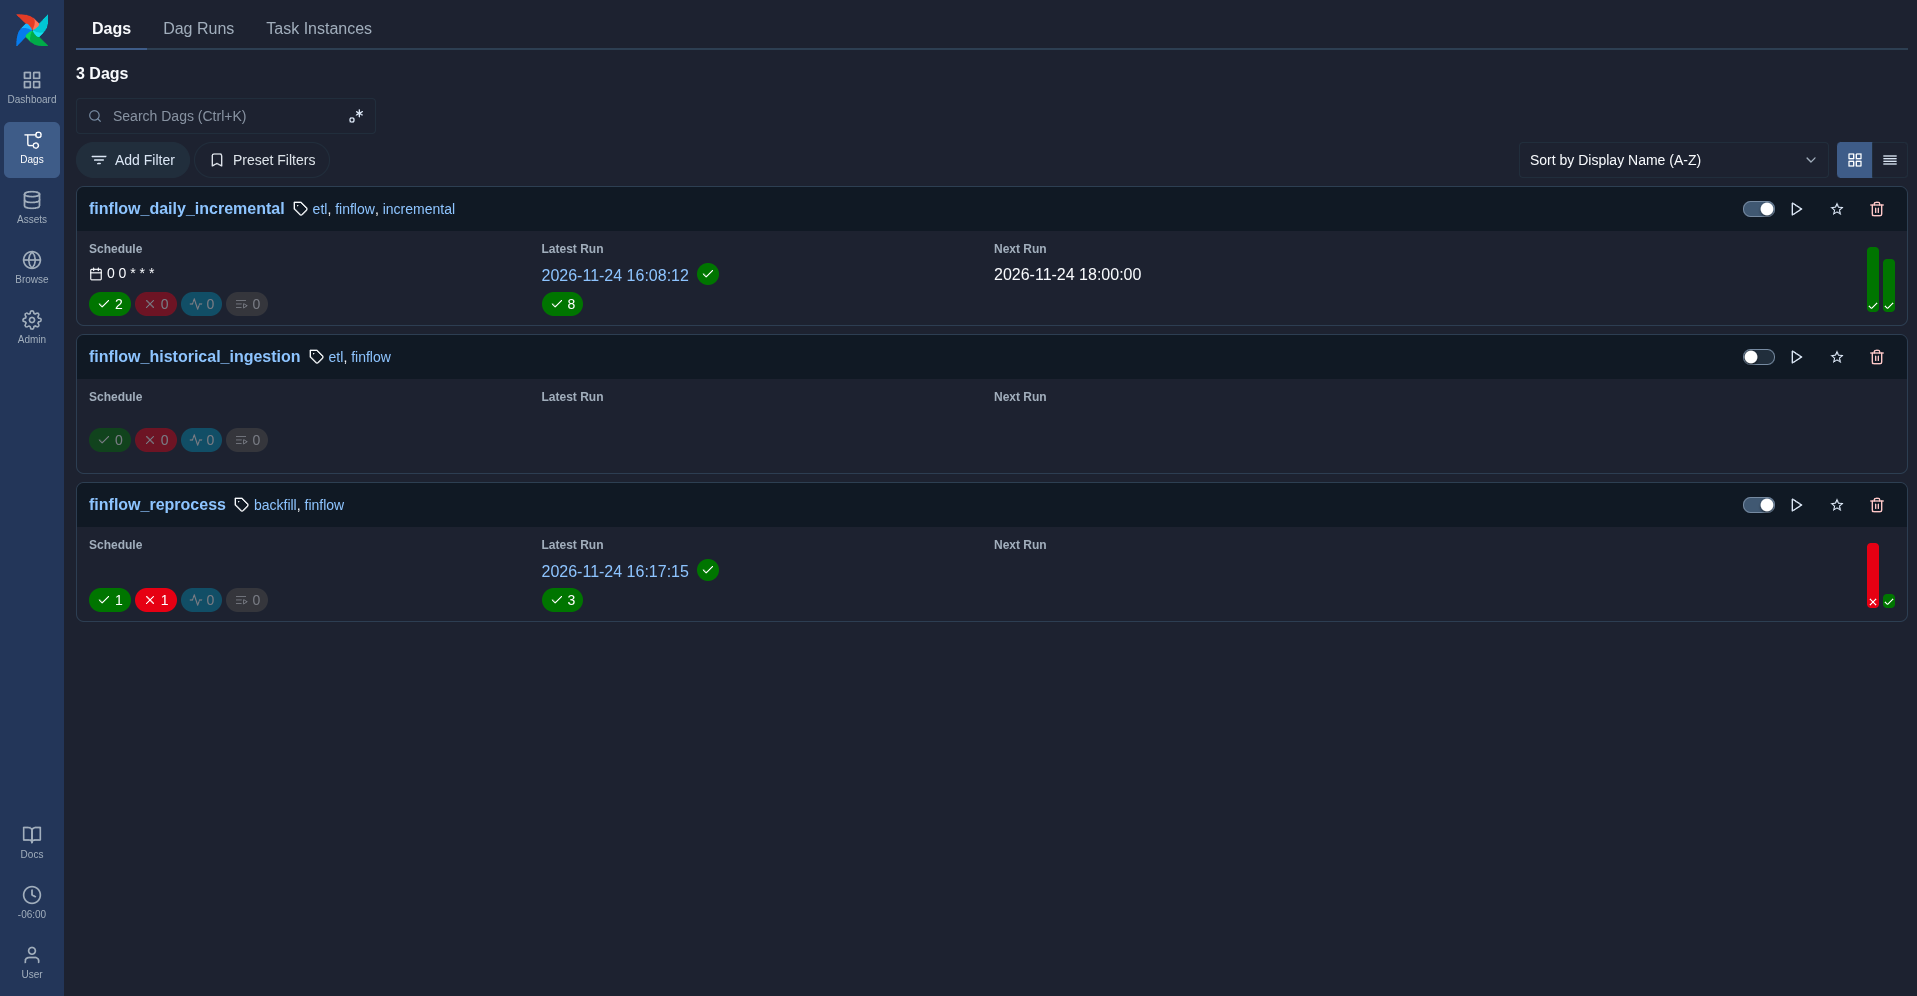 Dags Dag Runs Task Instances
3 Dags
Search Dags (Ctrl+K)
Add Filter Preset Filters Sort by Display Name (A-Z)
Dashboard
Dags
Assets
Browse
Admin
Docs
-06:00
User
finflow_daily_incremental etl, finflow, incremental
Schedule Latest Run Next Run
0 0 * * * 2026-11-24 16:08:12 2026-11-24 18:00:00
2 0 0 0 8
finflow_historical_ingestion etl, finflow
Schedule Latest Run Next Run
0 0 0 0
finflow_reprocess backfill, finflow
Schedule Latest Run Next Run
2026-11-24 16:17:15
1 1 0 0 3